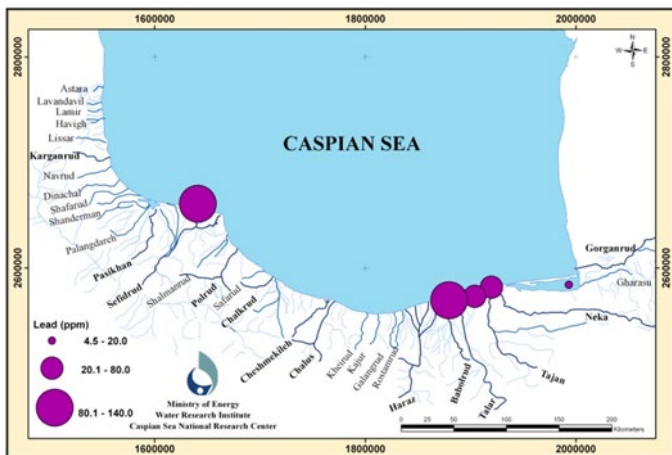 1600000
1800000
2000000
2800000
2800000
N
W E
S
Astara
Lavandavil
Lamir
Havigh
Lissar
Karganrud
Navrud
Dinachal
Shafarud
Shanderman
Palangdareh
Pasikhan
Sefidrud
Shalmanrud
Polrud
Safarud
Chalkrud
Cheshmekileh
Chalus
Kheirud
Kajur
Galangrud
Rostamrud
Haraz
Babolrud
Talar
Tajan
Neka
Gharasu
Gorganrud
CASPIAN SEA
2600000
2600000
Lead (ppm)
4.5 - 20.0
20.1 - 80.0
80.1 - 140.0
Ministry of Energy
Water Research Institute
Caspian Sea National Research Center
0 25 50 100 150 200
Kilometers
1600000
1800000
2000000